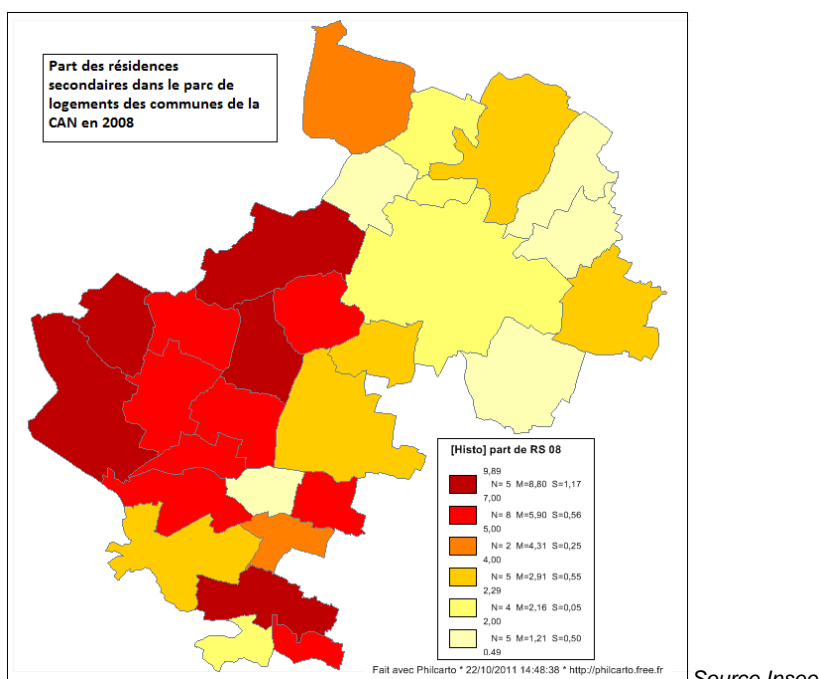 Part des résidences
secondaires dans le parc de
logements des communes de la
CAN en 2008
[Histo] part de RS 08
9,89
N= 5 M=8,80 S=1,17
7,00
N= 8 M=5,90 S=0,56
5,00
N= 2 M=4,31 S=0,25
4,00
N= 5 M=2,91 S=0,55
2,29
N= 4 M=2,16 S=0,05
2,00
N= 5 M=1,21 S=0,50
0,49
Fait avec Philcarto * 22/10/2011 14:48:38 * http://philcarto.free.fr
Source Insee